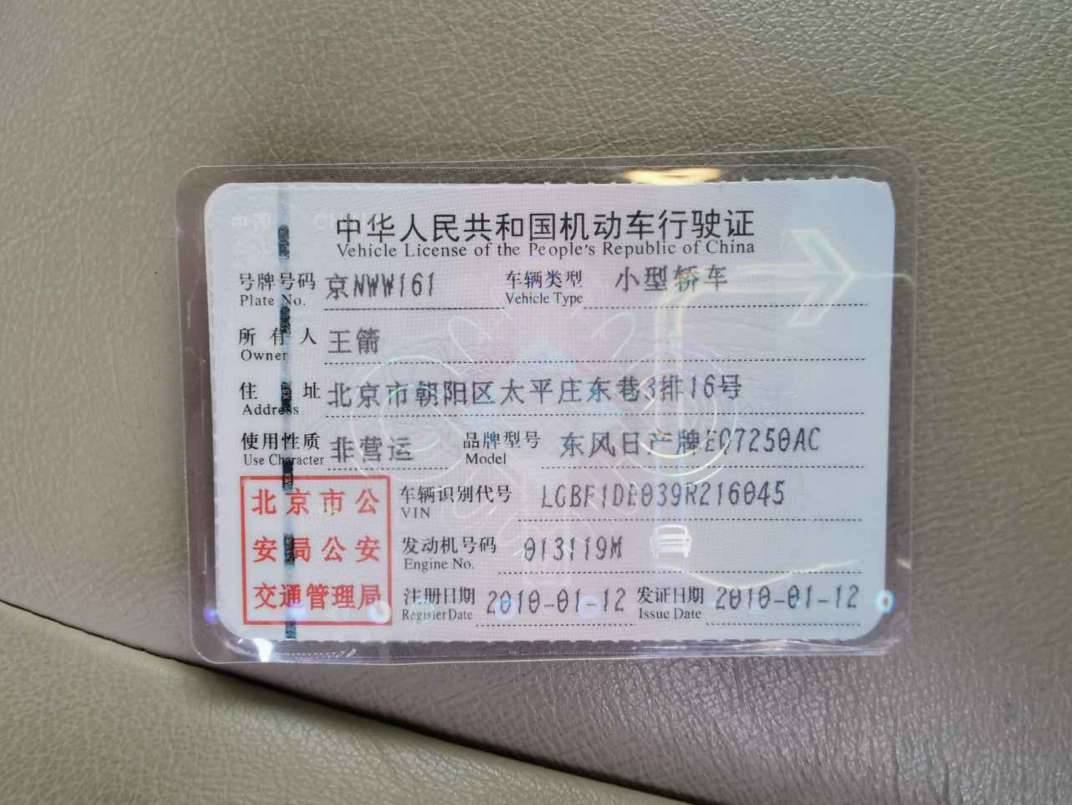 中华人民共和国机动车行驶证
Vehicle License of the People's Republic of China
号牌号码 京NWW161 车辆类型 小型轿车
Plate No. Vehicle Type
所有人 王箭
Owner
住址 北京市朝阳区太平庄东巷3排16号
Address
使用性质 非营运 品牌型号 东风日产牌EQ7250AC
Use Character Model
北京市公
安局公安
交通管理局
车辆识别代号 LGBF1DE039R216045
VIN
发动机号码 013119M
Engine No.
注册日期 2010-01-12 发证日期 2010-01-12
Register Date Issue Date